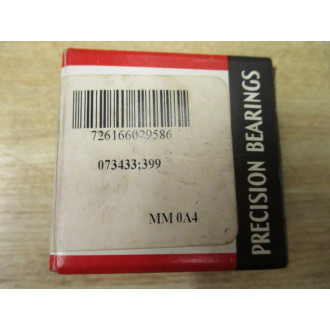 726166029586
073433;399
MM 0A4
PRECISION BEARINGS